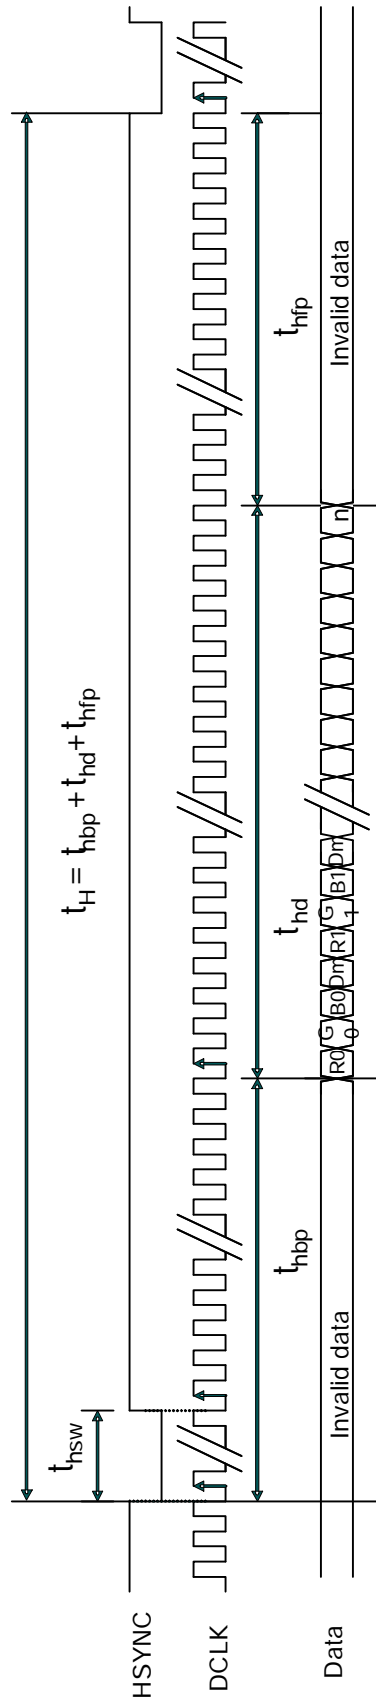 t_H = t_hbp + t_hd + t_hfp
t_hsw
HSYNC
DCLK
t_hbp
t_hd
t_hfp
Data
Invalid data
R0
G0
B0
Dm
R1
G1
B1
Dm
n
Invalid data